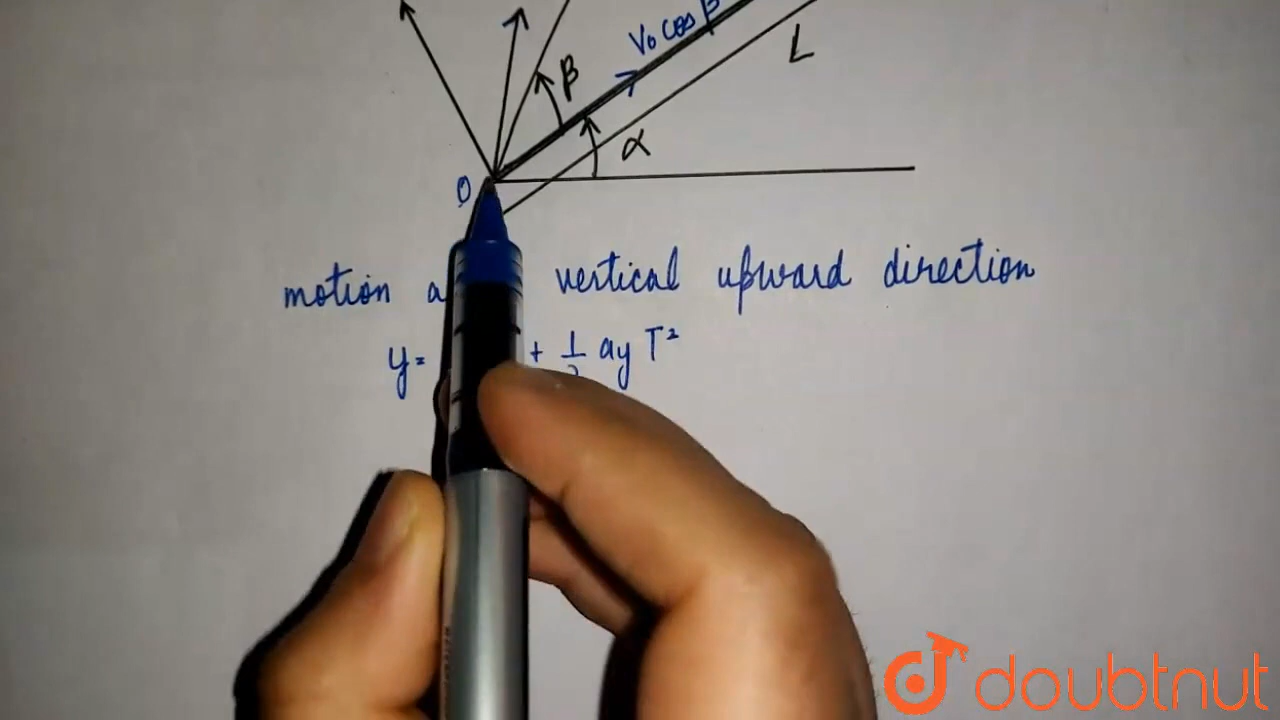 V₀ cos β
L
β
α
O
motion a vertical upward direction
y= + 1 ay T²
doubtnut